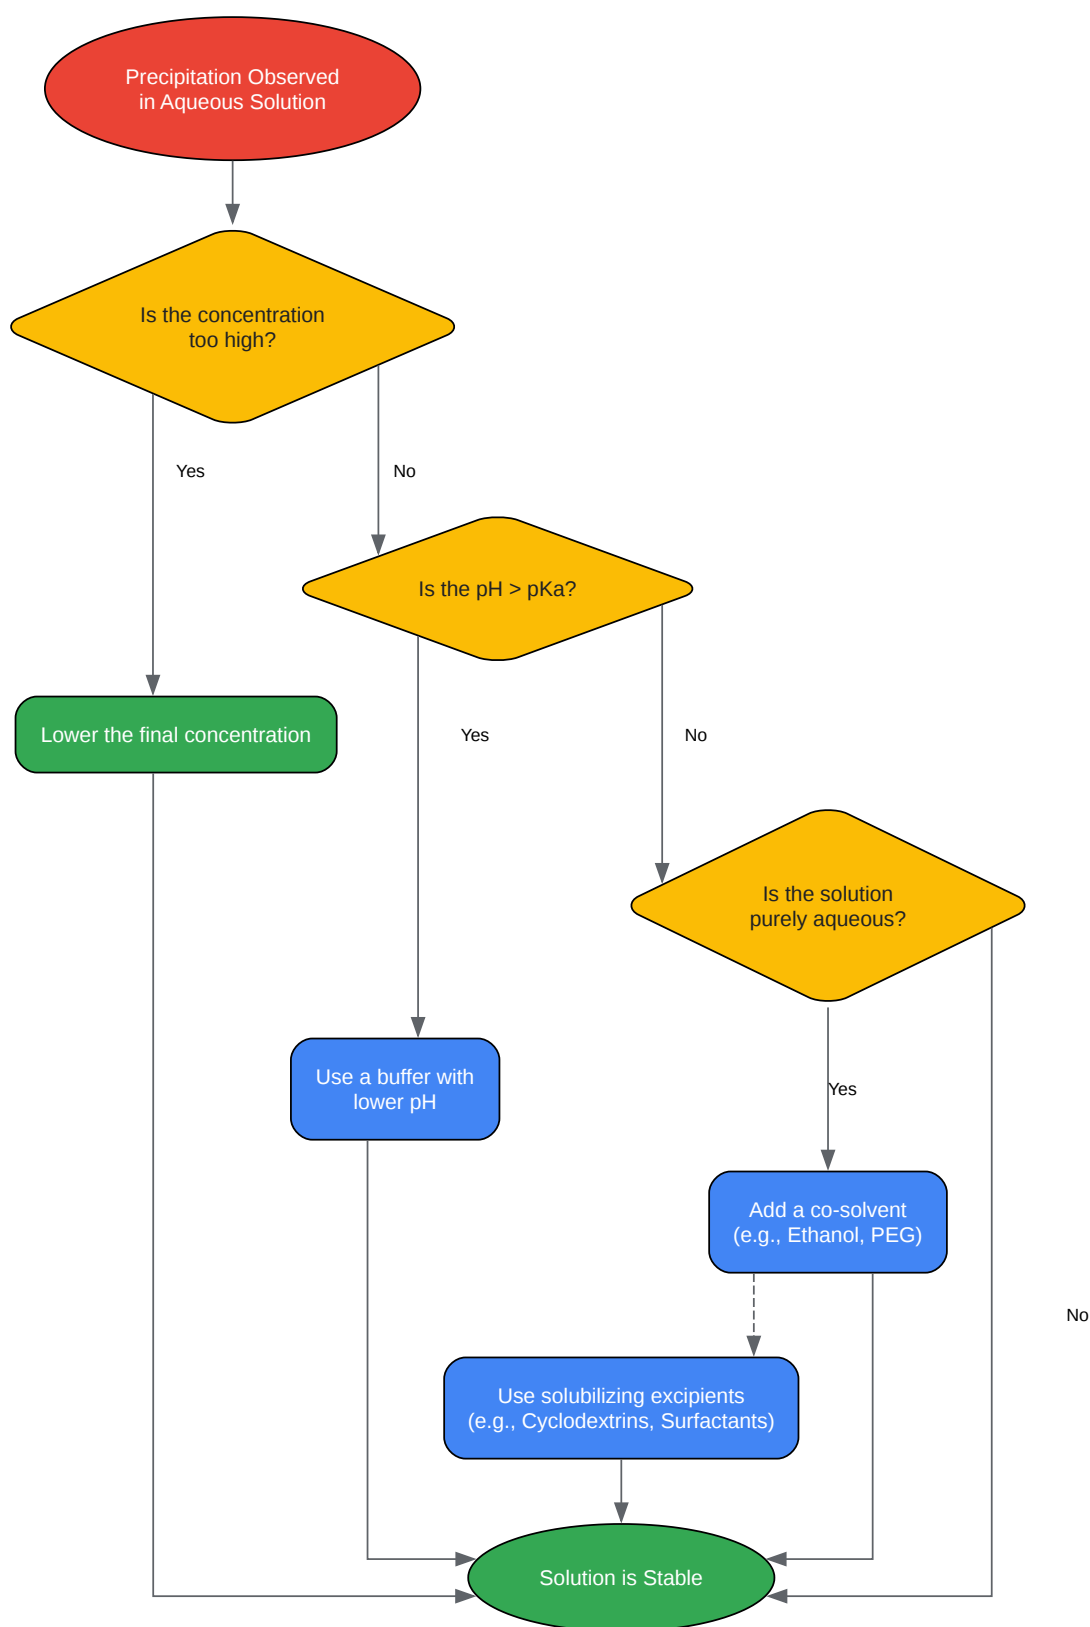 Precipitation Observed
in Aqueous Solution
Is the concentration
too high?
Yes
No
Is the pH > pKa?
Lower the final concentration
Yes
No
Is the solution
purely aqueous?
Use a buffer with
lower pH
Yes
Add a co-solvent
(e.g., Ethanol, PEG)
No
Use solubilizing excipients
(e.g., Cyclodextrins, Surfactants)
Solution is Stable